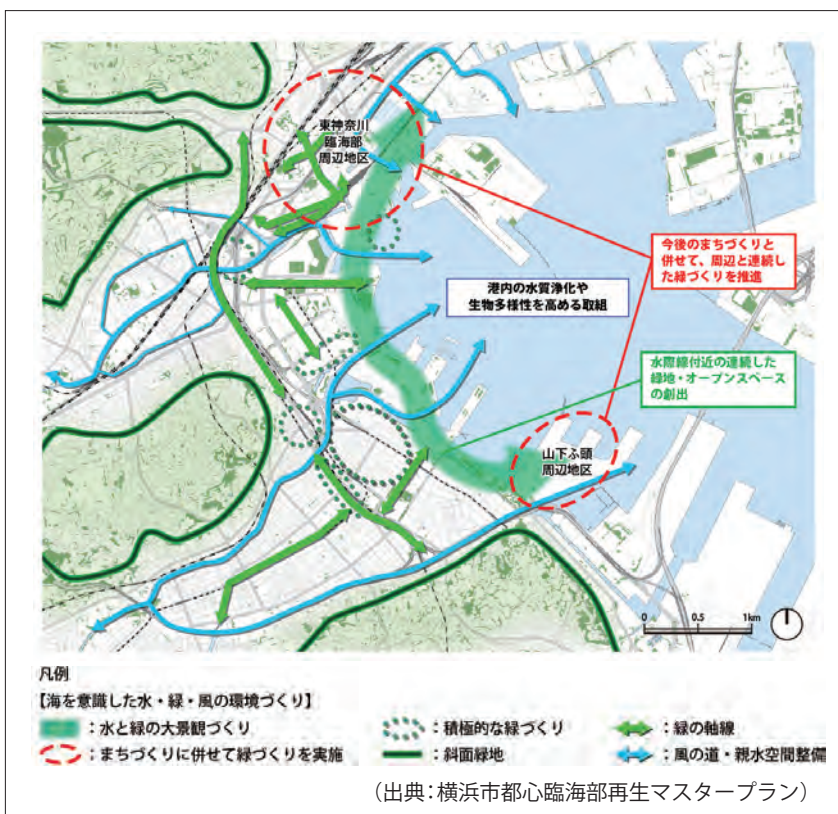 東神奈川
臨海部
周辺地区
今後のまちづくりと
併せて、周辺と連続し
た緑づくりを推進
港内の水質浄化や
生物多様性を高める取組
水際線付近の連続した
緑地・オープンスペース
の創出
山下ふ頭
周辺地区
0 0.5 1km
凡例
【海を意識した水・緑・風の環境づくり】
：水と緑の大景観づくり ：積極的な緑づくり ：緑の軸線
：まちづくりに併せて緑づくりを実施 ：斜面緑地 ：風の道・親水空間整備
（出典：横浜市都心臨海部再生マスタープラン）